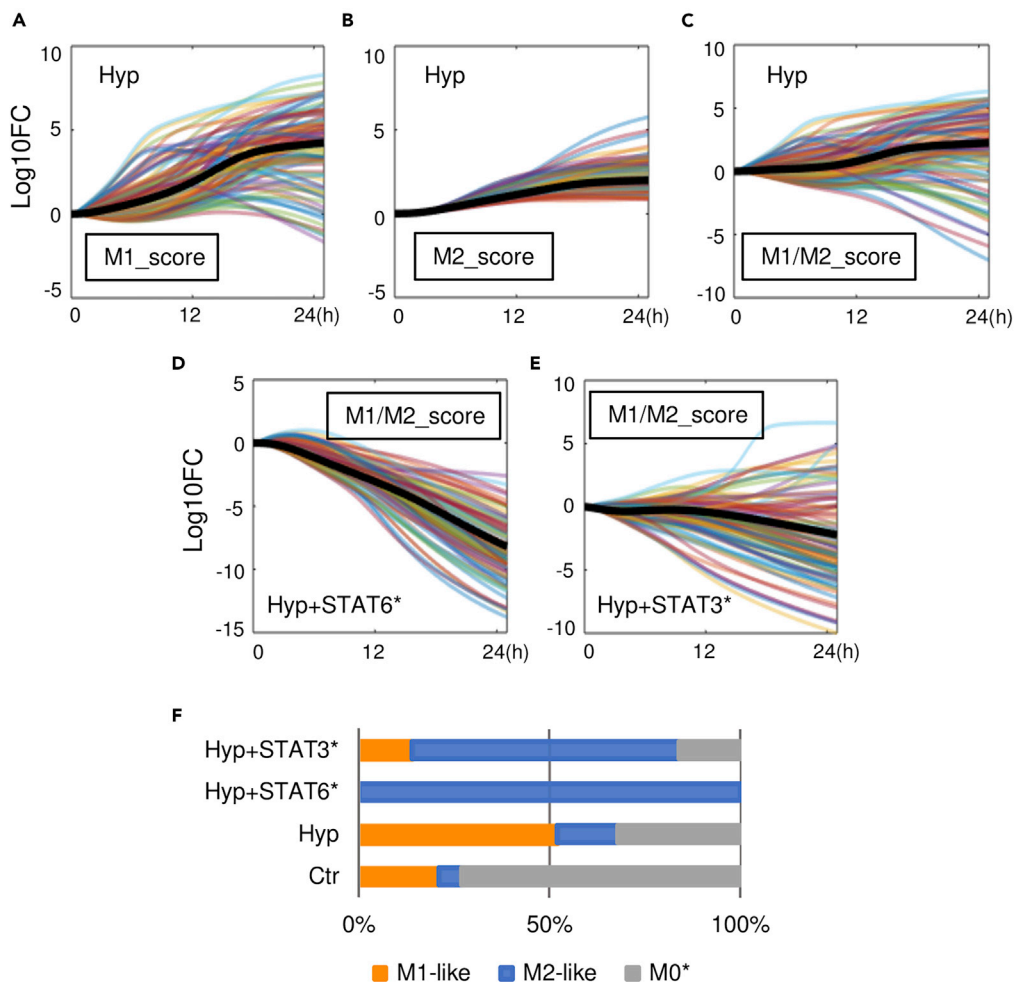 A
B
C
10
5
0
-5
Log10FC
Hyp
M1_score
0
12
24(h)
10
5
0
-5
Hyp
M2_score
0
12
24(h)
10
5
0
-5
-10
Hyp
M1/M2_score
0
12
24(h)
D
E
5
0
-5
-10
-15
Log10FC
M1/M2_score
Hyp+STAT6*
0
12
24(h)
10
5
0
-5
-10
M1/M2_score
Hyp+STAT3*
0
12
24(h)
F
Hyp+STAT3*
Hyp+STAT6*
Hyp
Ctr
0%
50%
100%
M1-like
M2-like
M0*